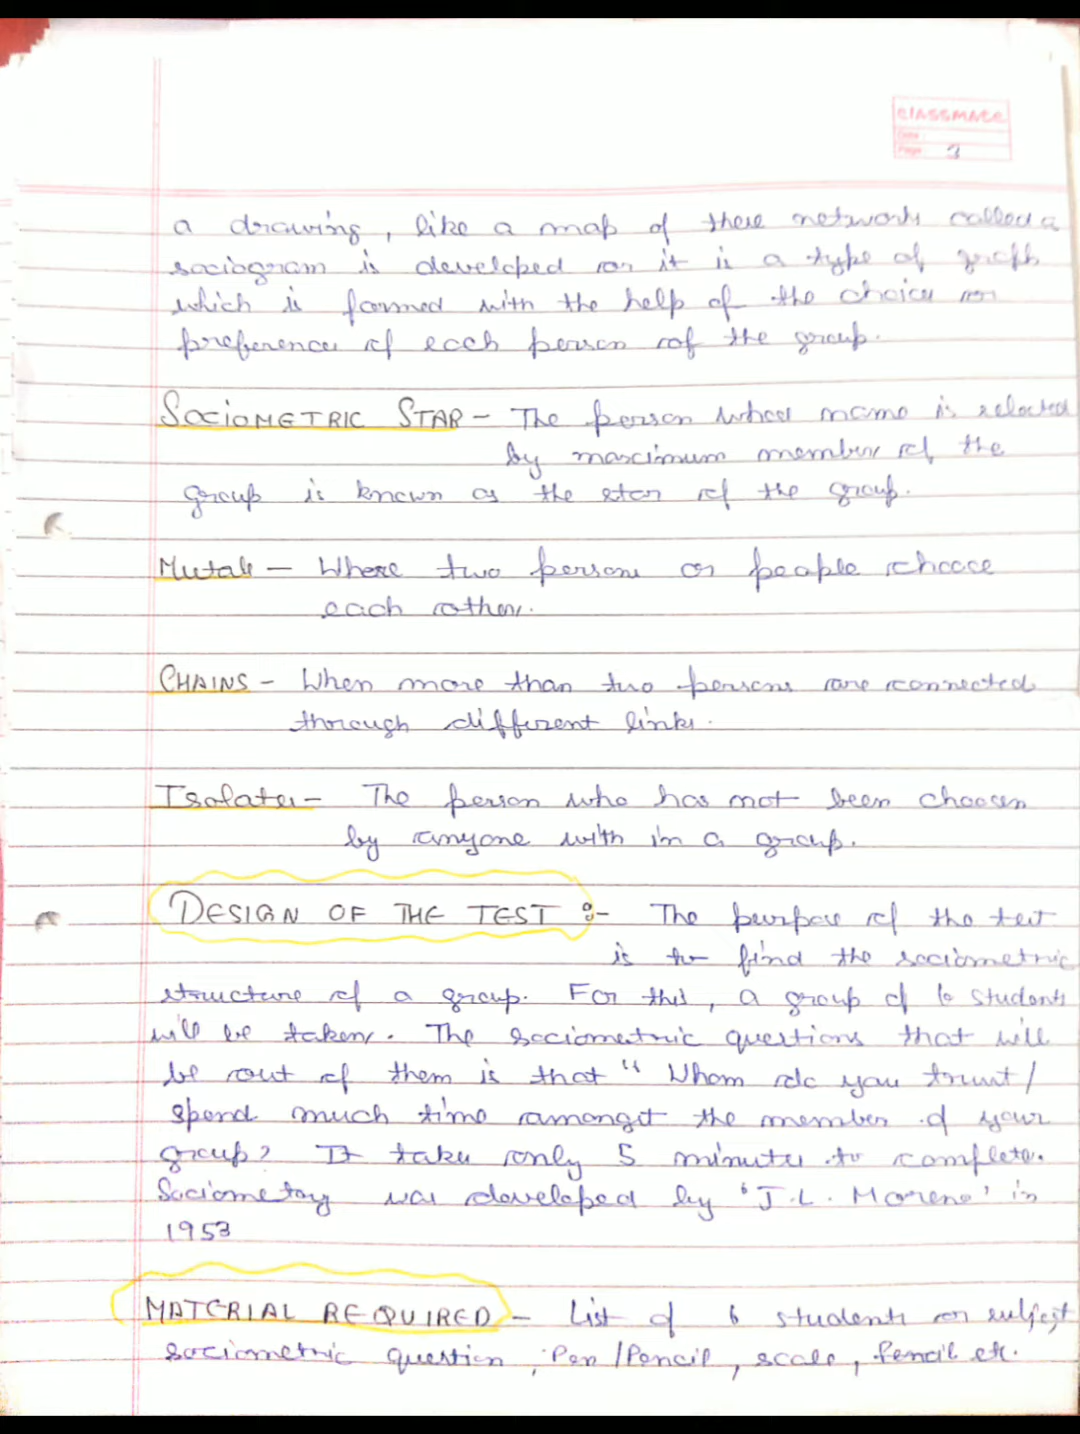 classmate
Date
Page 3
a drawing, like a map of these networks called a
sociogram is developed or it is a type of graph
which is formed with the help of the choice or
preferences of each person of the group.
SOCIOMETRIC STAR - The person whose name is selected
by maximum members of the
group is known as the star of the group.
Mutals - Where two persons or people choose
each others.
CHAINS - When more than two persons are connected
through different links.
Isolates - The person who has not been choosen
by anyone with in a group.
DESIGN OF THE TEST :- The purpose of the test
is to find the sociometric
structure of a group. For this, a group of 6 students
will be taken. The sociometric questions that will
be out of them is that " Whom do you trust /
spend much time amongst the member of your
group? It takes only 5 minutes to complete.
Sociometry was developed by 'J.L. Moreno' in
1953
MATERIAL REQUIRED - List of 6 students or subject
sociometric question, Pen / Pencil, scale, pencil etc.